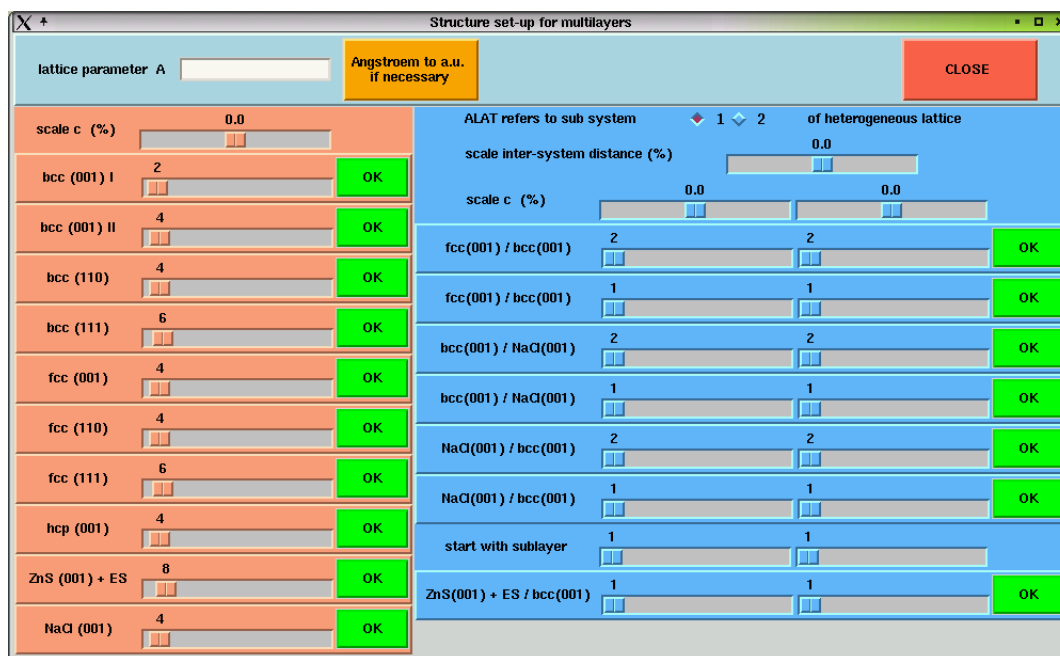 Structure set-up for multilayers
lattice parameter A
Angstroem to a.u.
if necessary
CLOSE
scale c (%)
0.0
bcc (001) I
2
OK
bcc (001) II
4
OK
bcc (110)
4
OK
bcc (111)
6
OK
fcc (001)
4
OK
fcc (110)
4
OK
fcc (111)
6
OK
hcp (001)
4
OK
ZnS (001) + ES
8
OK
NaCl (001)
4
OK
ALAT refers to sub system 1 2 of heterogeneous lattice
scale inter-system distance (%)
0.0
scale c (%)
0.0 0.0
fcc(001) / bcc(001)
2 2
OK
fcc(001) / bcc(001)
1 1
OK
bcc(001) / NaCl(001)
2 2
OK
bcc(001) / NaCl(001)
1 1
OK
NaCl(001) / bcc(001)
2 2
OK
NaCl(001) / bcc(001)
1 1
OK
start with sublayer
1 1
ZnS(001) + ES / bcc(001)
1 1
OK